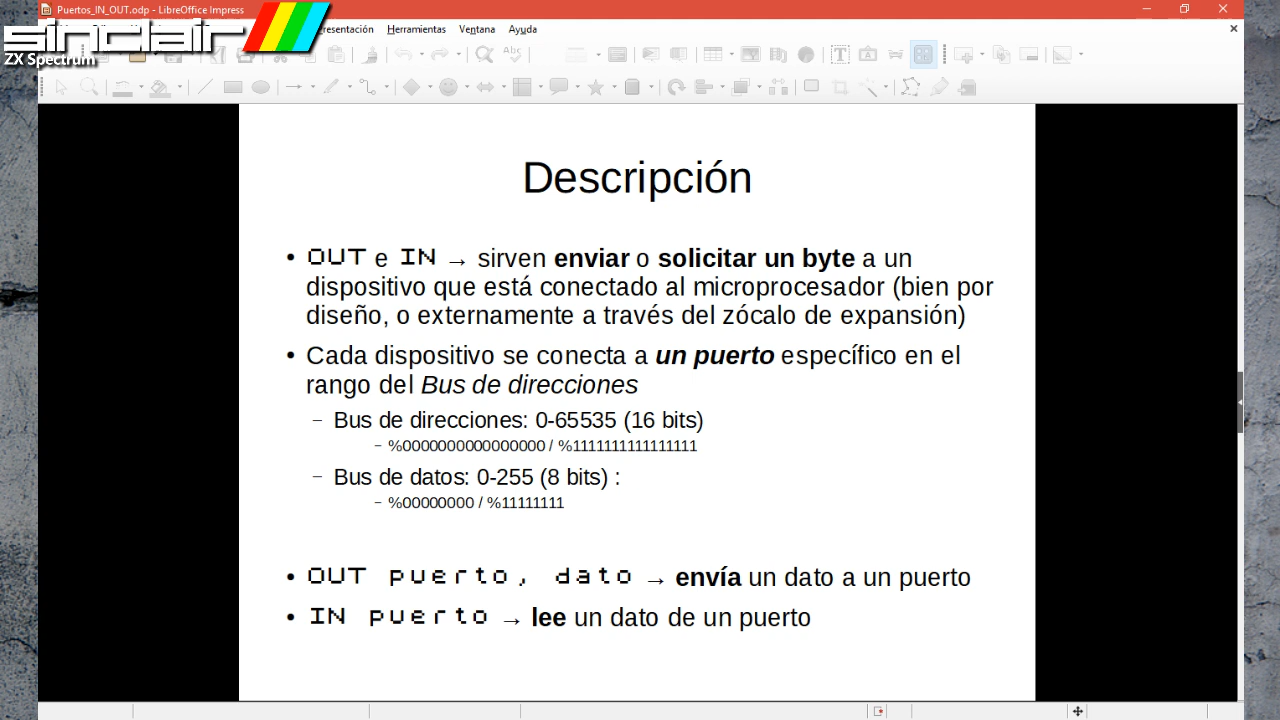 Puertos_IN_OUT.odp - LibreOffice Impress
sinclair
ZX Spectrum
resentación Herramientas Ventana Ayuda
Descripción
• OUT e IN → sirven enviar o solicitar un byte a un
dispositivo que está conectado al microprocesador (bien por
diseño, o externamente a través del zócalo de expansión)
• Cada dispositivo se conecta a un puerto específico en el
rango del Bus de direcciones
– Bus de direcciones: 0-65535 (16 bits)
– %0000000000000000 / %1111111111111111
– Bus de datos: 0-255 (8 bits) :
– %00000000 / %11111111
• OUT puerto, dato → envía un dato a un puerto
• IN puerto → lee un dato de un puerto